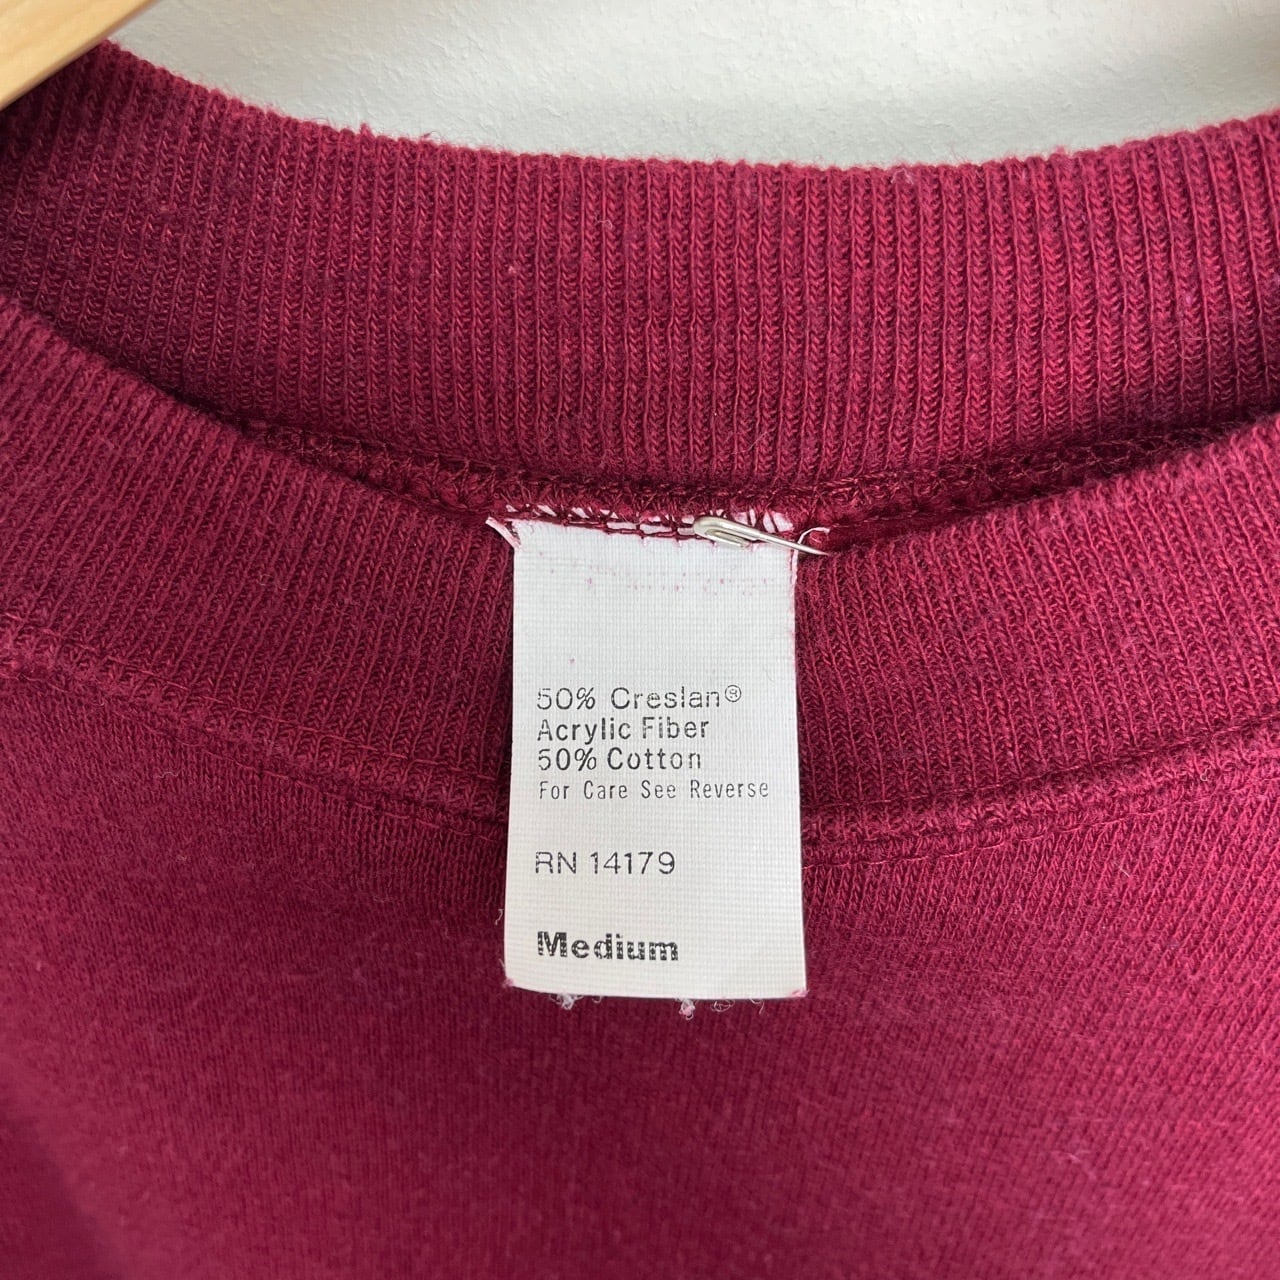 50% Creslan®
Acrylic Fiber
50% Cotton
For Care See Reverse
RN 14179
Medium